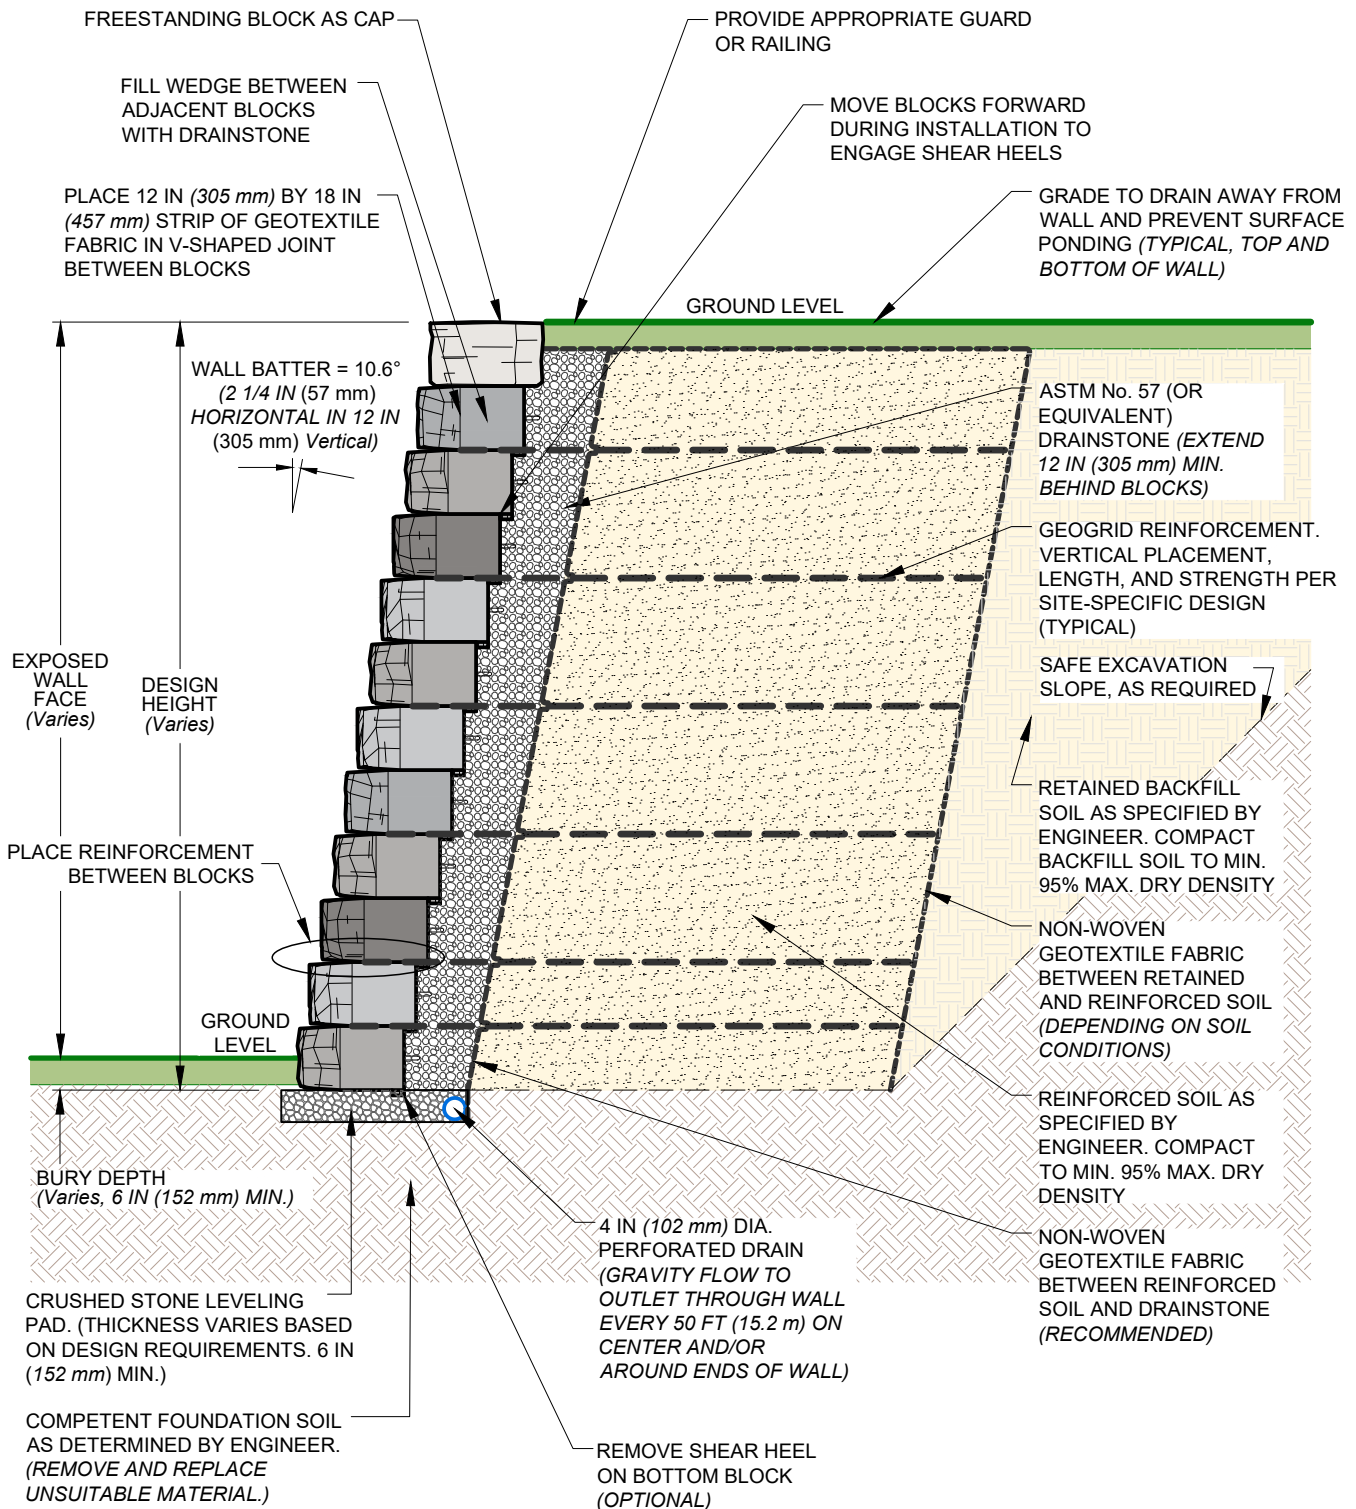 FREESTANDING BLOCK AS CAP
PROVIDE APPROPRIATE GUARD
OR RAILING
FILL WEDGE BETWEEN
ADJACENT BLOCKS
WITH DRAINSTONE
MOVE BLOCKS FORWARD
DURING INSTALLATION TO
ENGAGE SHEAR HEELS
PLACE 12 IN (305 mm) BY 18 IN
(457 mm) STRIP OF GEOTEXTILE
FABRIC IN V-SHAPED JOINT
BETWEEN BLOCKS
GRADE TO DRAIN AWAY FROM
WALL AND PREVENT SURFACE
PONDING (TYPICAL, TOP AND
BOTTOM OF WALL)
GROUND LEVEL
WALL BATTER = 10.6°
(2 1/4 IN (57 mm)
HORIZONTAL IN 12 IN
(305 mm) Vertical)
ASTM No. 57 (OR
EQUIVALENT)
DRAINSTONE (EXTEND
12 IN (305 mm) MIN.
BEHIND BLOCKS)
GEOGRID REINFORCEMENT.
VERTICAL PLACEMENT,
LENGTH, AND STRENGTH PER
SITE-SPECIFIC DESIGN
(TYPICAL)
EXPOSED
WALL
FACE
(Varies)
DESIGN
HEIGHT
(Varies)
SAFE EXCAVATION
SLOPE, AS REQUIRED
RETAINED BACKFILL
SOIL AS SPECIFIED BY
ENGINEER. COMPACT
BACKFILL SOIL TO MIN.
95% MAX. DRY DENSITY
PLACE REINFORCEMENT
BETWEEN BLOCKS
NON-WOVEN
GEOTEXTILE FABRIC
BETWEEN RETAINED
AND REINFORCED SOIL
(DEPENDING ON SOIL
CONDITIONS)
GROUND
LEVEL
REINFORCED SOIL AS
SPECIFIED BY
ENGINEER. COMPACT
TO MIN. 95% MAX. DRY
DENSITY
BURY DEPTH
(Varies, 6 IN (152 mm) MIN.)
4 IN (102 mm) DIA.
PERFORATED DRAIN
(GRAVITY FLOW TO
OUTLET THROUGH WALL
EVERY 50 FT (15.2 m) ON
CENTER AND/OR
AROUND ENDS OF WALL)
NON-WOVEN
GEOTEXTILE FABRIC
BETWEEN REINFORCED
SOIL AND DRAINSTONE
(RECOMMENDED)
CRUSHED STONE LEVELING
PAD. (THICKNESS VARIES BASED
ON DESIGN REQUIREMENTS. 6 IN
(152 mm) MIN.)
COMPETENT FOUNDATION SOIL
AS DETERMINED BY ENGINEER.
(REMOVE AND REPLACE
UNSUITABLE MATERIAL.)
REMOVE SHEAR HEEL
ON BOTTOM BLOCK
(OPTIONAL)